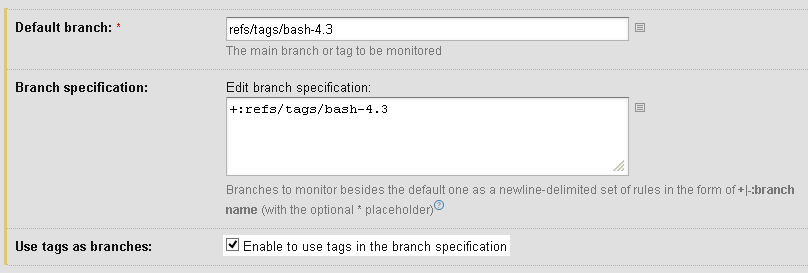 Default branch: *
refs/tags/bash-4.3
The main branch or tag to be monitored
Branch specification:
Edit branch specification:
+:refs/tags/bash-4.3
Branches to monitor besides the default one as a newline-delimited set of rules in the form of +|-:branch
name (with the optional * placeholder)?
Use tags as branches:
Enable to use tags in the branch specification